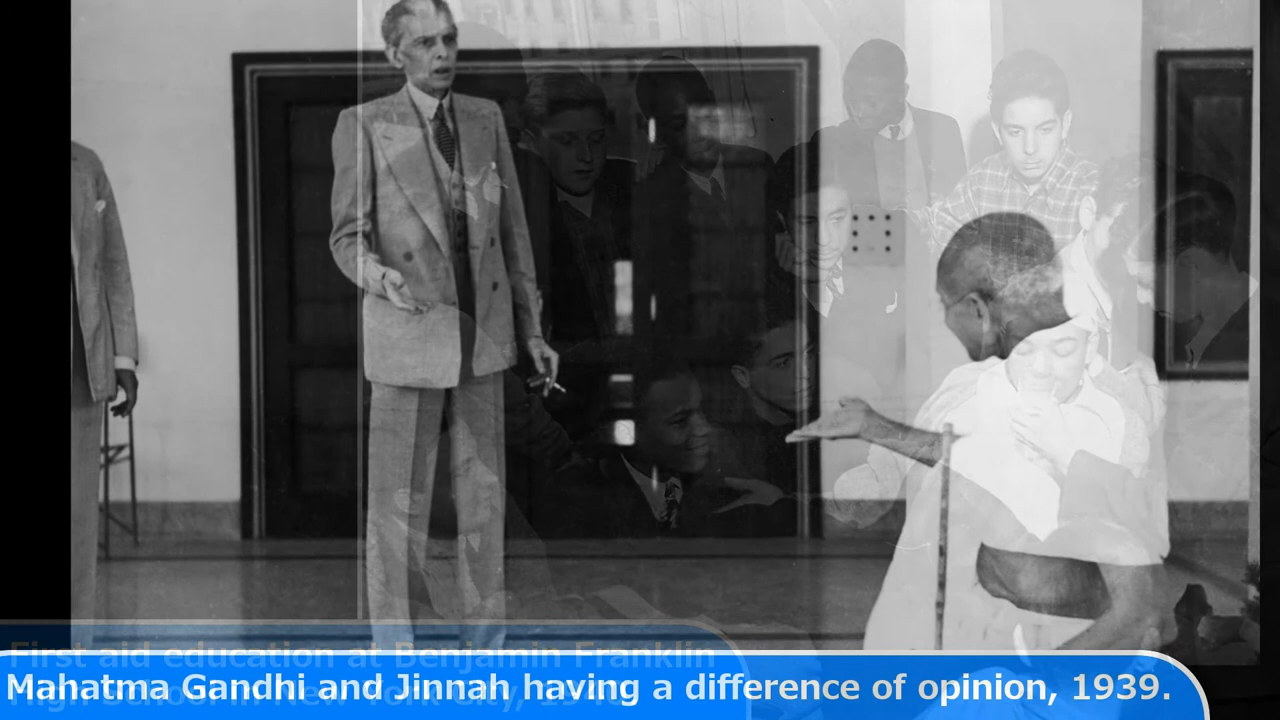 First aid education at Benjamin Franklin
High School in New York City,
Mahatma Gandhi and Jinnah having a difference of opinion, 1939.